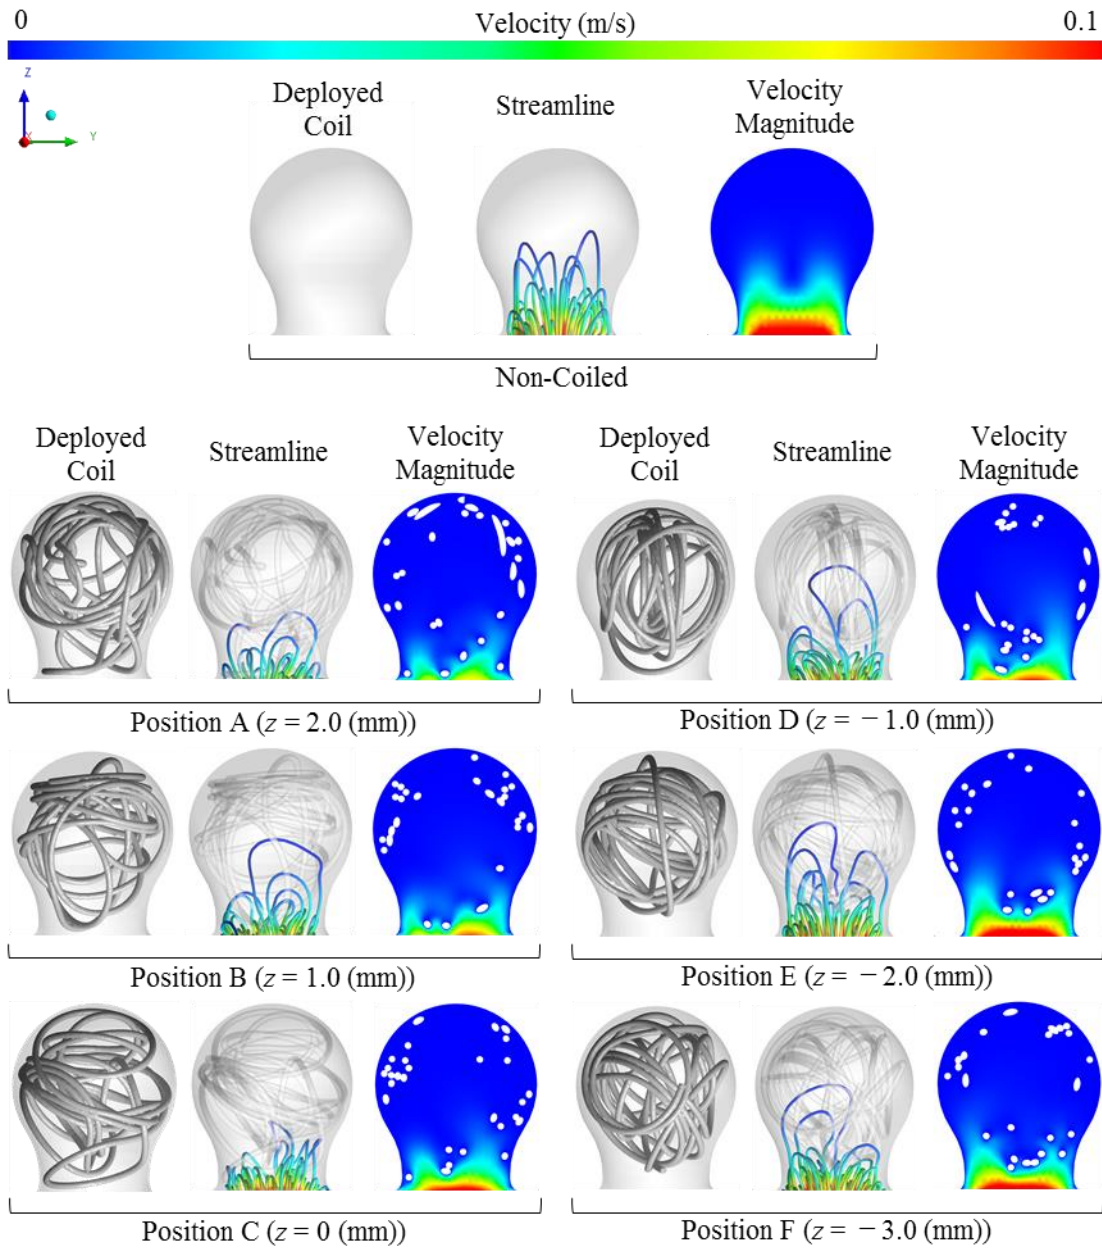 0 Velocity (m/s) 0.1
Z
X Y
Deployed Coil
Streamline
Velocity Magnitude
Non-Coiled
Deployed Coil
Streamline
Velocity Magnitude
Deployed Coil
Streamline
Velocity Magnitude
Position A (z = 2.0 (mm))
Position D (z = −1.0 (mm))
Position B (z = 1.0 (mm))
Position E (z = −2.0 (mm))
Position C (z = 0 (mm))
Position F (z = −3.0 (mm))